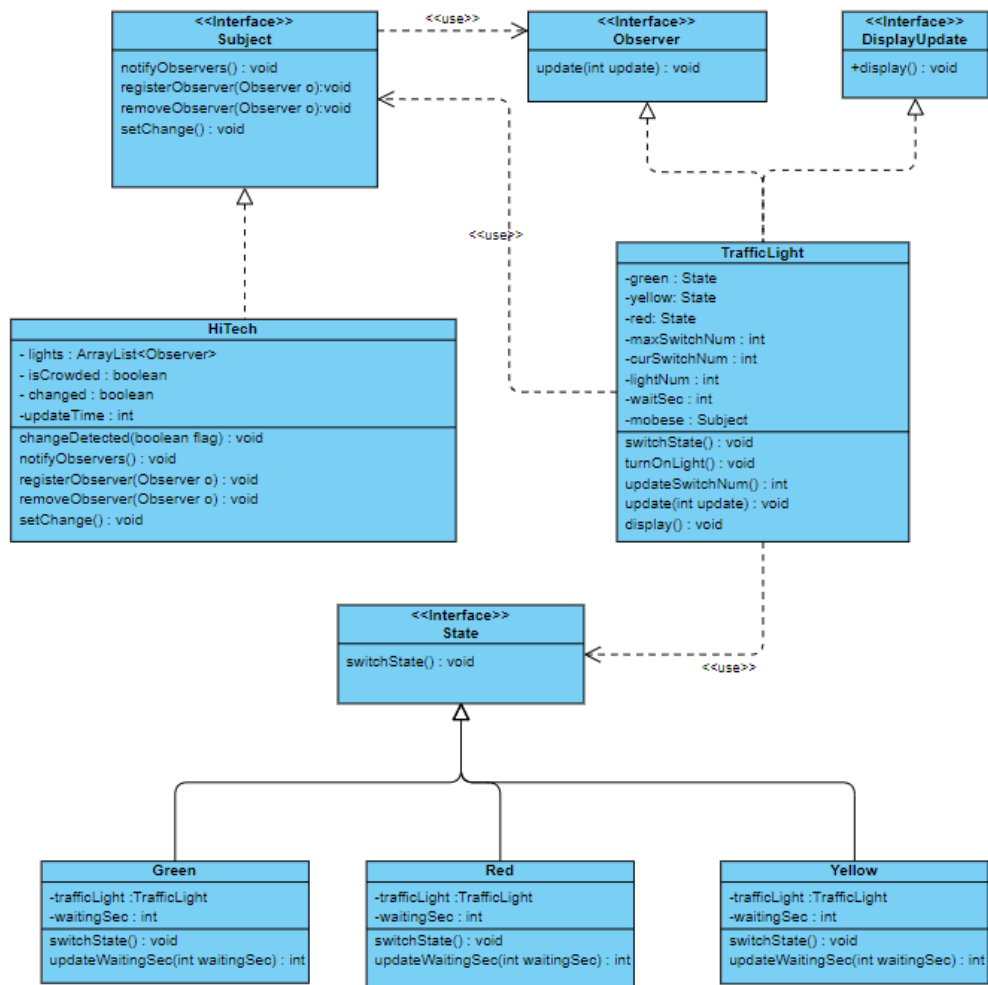 <<Interface>>
Subject
notifyObservers() : void
registerObserver(Observer o):void
removeObserver(Observer o):void
setChange() : void
<<use>>
<<Interface>>
Observer
update(int update) : void
<<Interface>>
DisplayUpdate
+display() : void
<<use>>
HiTech
- lights : ArrayList<Observer>
- isCrowded : boolean
- changed : boolean
-updateTime : int
changeDetected(boolean flag) : void
notifyObservers() : void
registerObserver(Observer o) : void
removeObserver(Observer o) : void
setChange() : void
TrafficLight
-green : State
-yellow: State
-red: State
-maxSwitchNum : int
-curSwitchNum : int
-lightNum : int
-waitSec : int
-mobese : Subject
switchState() : void
turnOnLight() : void
updateSwitchNum() : int
update(int update) : void
display() : void
<<Interface>>
State
switchState() : void
<<use>>
Green
-trafficLight :TrafficLight
-waitingSec : int
switchState() : void
updateWaitingSec(int waitingSec) : int
Red
-trafficLight :TrafficLight
-waitingSec : int
switchState() : void
updateWaitingSec(int waitingSec) : int
Yellow
-trafficLight :TrafficLight
-waitingSec : int
switchState() : void
updateWaitingSec(int waitingSec) : int